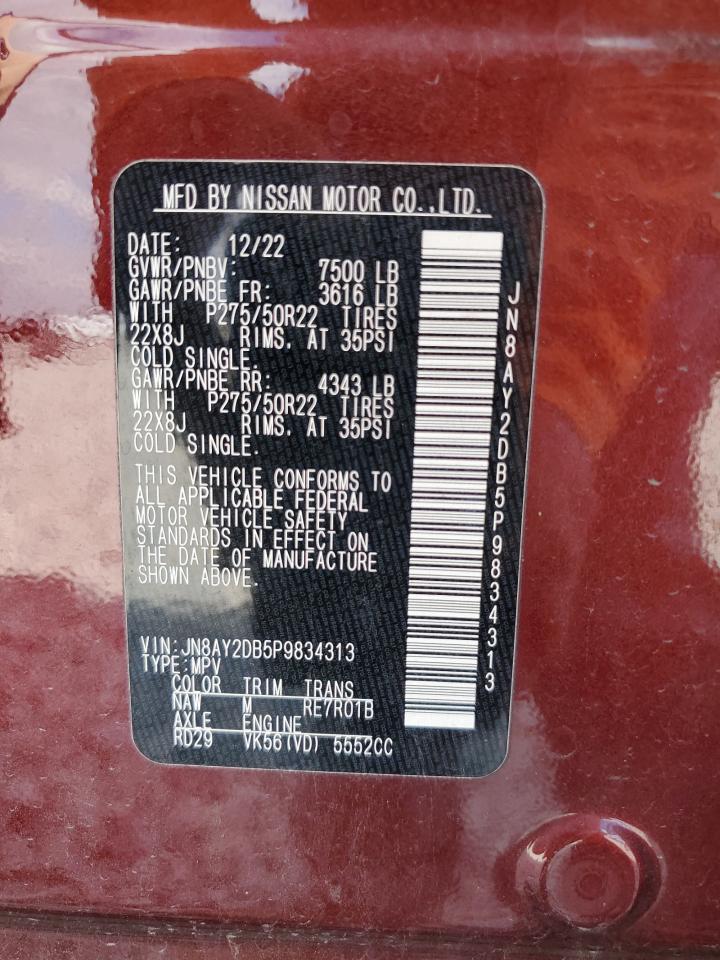 MFD BY NISSAN MOTOR CO.,LTD.
DATE: 12/22
GVWR/PNBV: 7500 LB
GAWR/PNBE FR: 3616 LB
WITH P275/50R22 TIRES
22X8J RIMS, AT 35PSI
COLD SINGLE.
GAWR/PNBE RR: 4343 LB
WITH P275/50R22 TIRES
22X8J RIMS, AT 35PSI
COLD SINGLE.
THIS VEHICLE CONFORMS TO
ALL APPLICABLE FEDERAL
MOTOR VEHICLE SAFETY
STANDARDS IN EFFECT ON
THE DATE OF MANUFACTURE
SHOWN ABOVE.
VIN:JN8AY2DB5P9834313
TYPE:MPV
COLOR TRIM TRANS
NAW M RE7R01B
AXLE ENGINE
RD29 VK56(VD) 5552CC
JN8AY2DB5P9834313